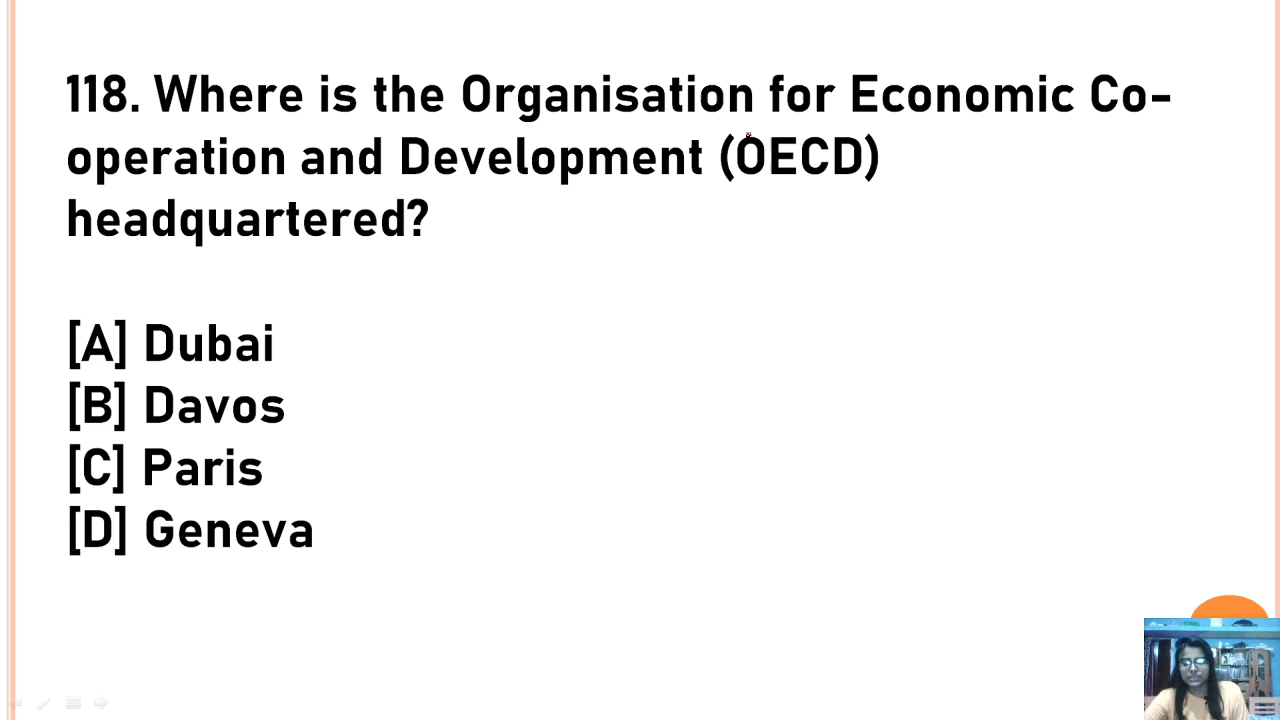 118. Where is the Organisation for Economic Co-
operation and Development (OECD)
headquartered?
[A] Dubai
[B] Davos
[C] Paris
[D] Geneva